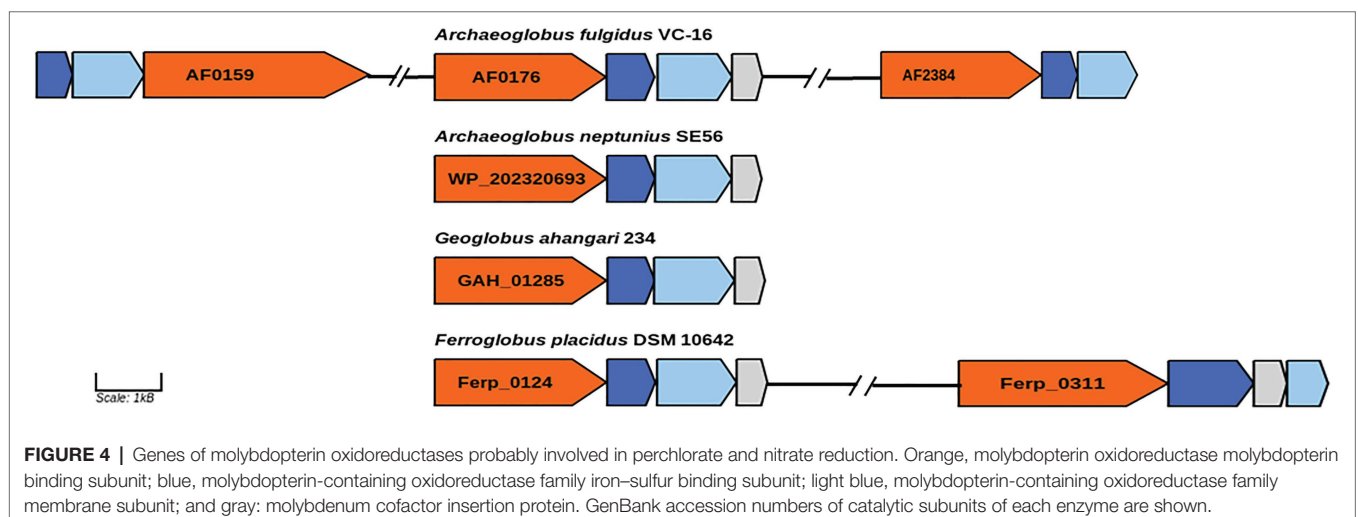 Archaeoglobus fulgidus VC-16
AF0159
AF0176
AF2384
Archaeoglobus neptunius SE56
WP_202320693
Geoglobus ahangari 234
GAH_01285
Ferroglobus placidus DSM 10642
Ferp_0124
Ferp_0311
Scale: 1kB
FIGURE 4 | Genes of molybdopterin oxidoreductases probably involved in perchlorate and nitrate reduction. Orange, molybdopterin oxidoreductase molybdopterin
binding subunit; blue, molybdopterin-containing oxidoreductase family iron–sulfur binding subunit; light blue, molybdopterin-containing oxidoreductase family
membrane subunit; and gray: molybdenum cofactor insertion protein. GenBank accession numbers of catalytic subunits of each enzyme are shown.